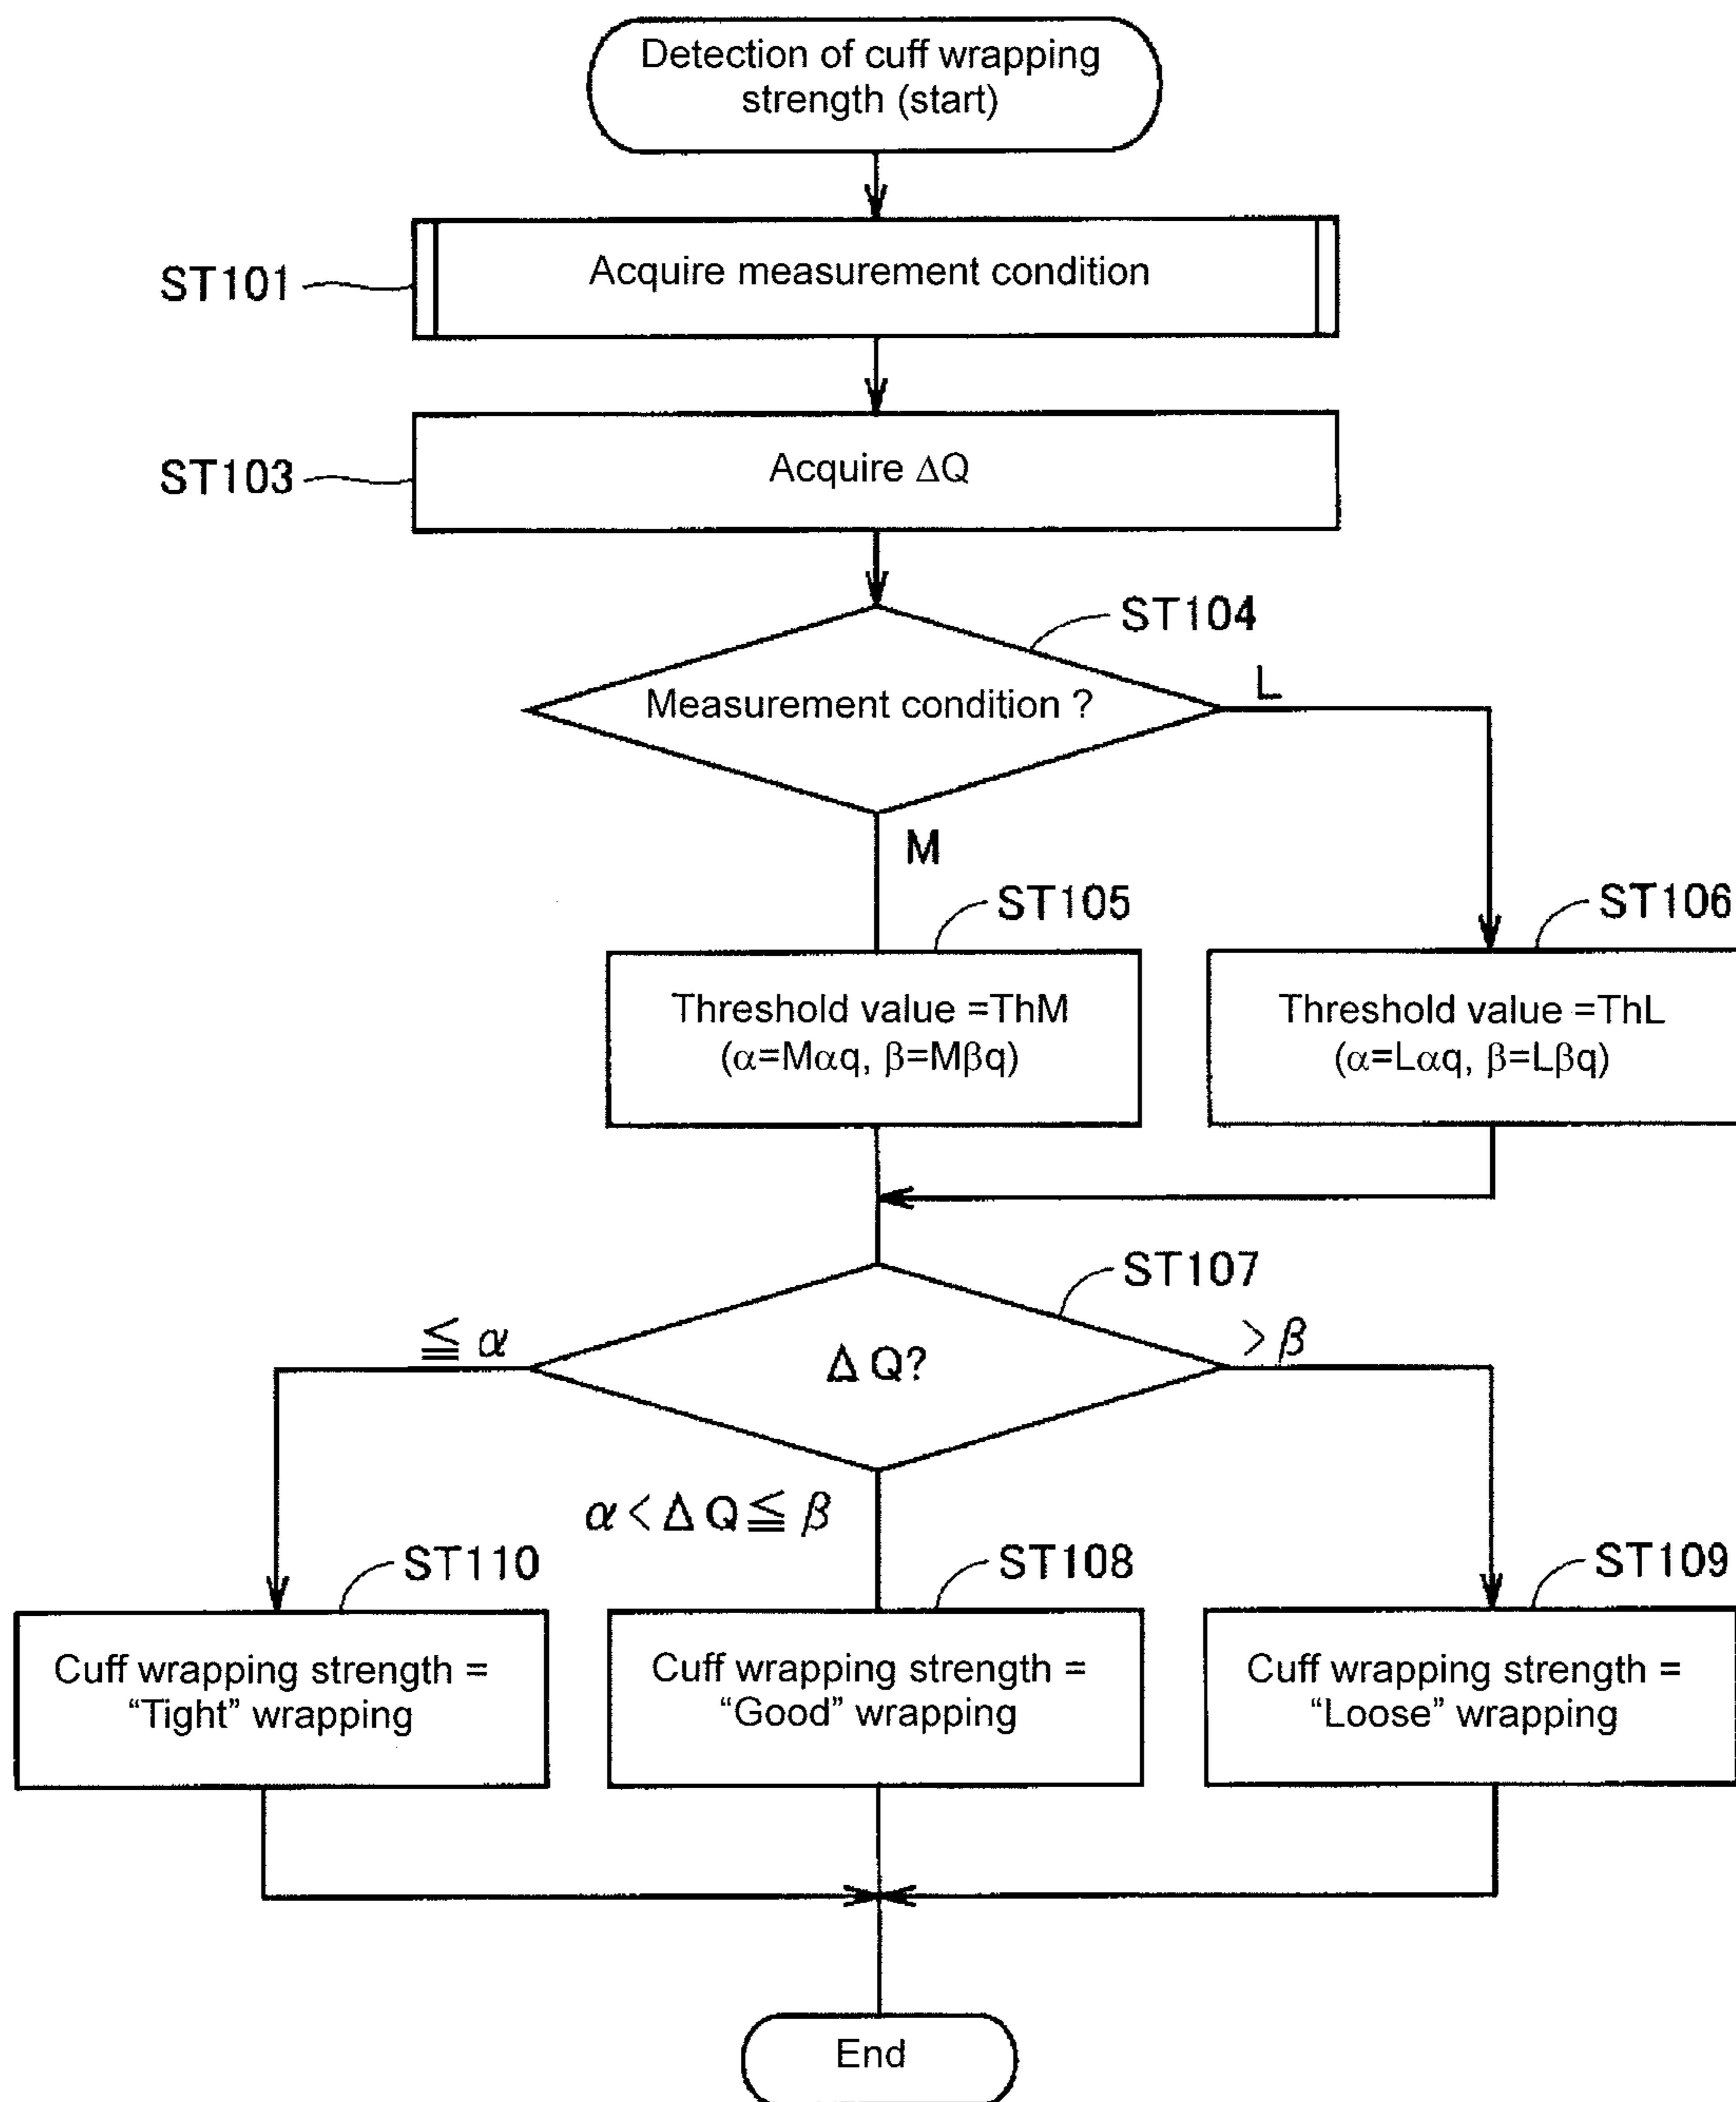 Detection of cuff wrapping
strength (start)
ST101
Acquire measurement condition
ST103
Acquire ΔQ
ST104
Measurement condition ?
L
M
ST105
ST106
Threshold value =ThM
(α=Mαq, β=Mβq)
Threshold value =ThL
(α=Lαq, β=Lβq)
ST107
≦ α
Δ Q?
> β
α < Δ Q ≦ β
ST110
ST108
ST109
Cuff wrapping strength =
“Tight” wrapping
Cuff wrapping strength =
“Good” wrapping
Cuff wrapping strength =
“Loose” wrapping
End